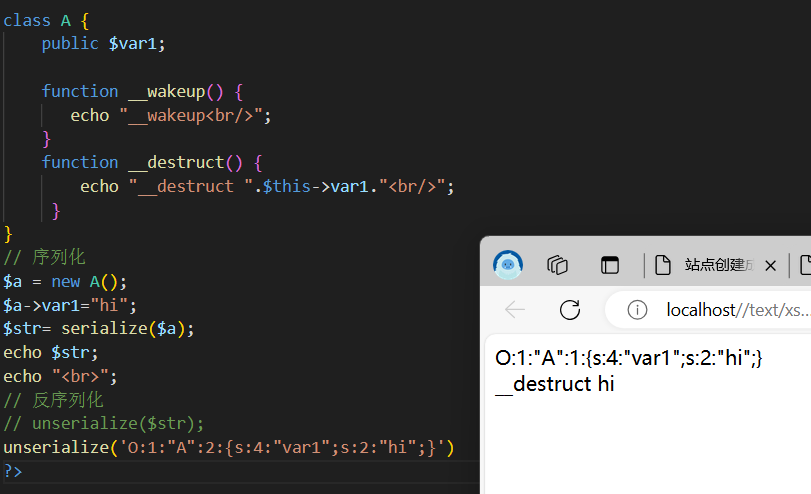 class A {
public $var1;
function __wakeup() {
echo "__wakeup<br/>";
}
function __destruct() {
echo "__destruct ".$this->var1."<br/>";
}
}
// 序列化
$a = new A();
$a->var1="hi";
$str= serialize($a);
echo $str;
echo "<br>";
// 反序列化
// unserialize($str);
unserialize('O:1:"A":2:{s:4:"var1";s:2:"hi";}')
?>
站点创建成
localhost//text/xs...
O:1:"A":1:{s:4:"var1";s:2:"hi";}
__destruct hi